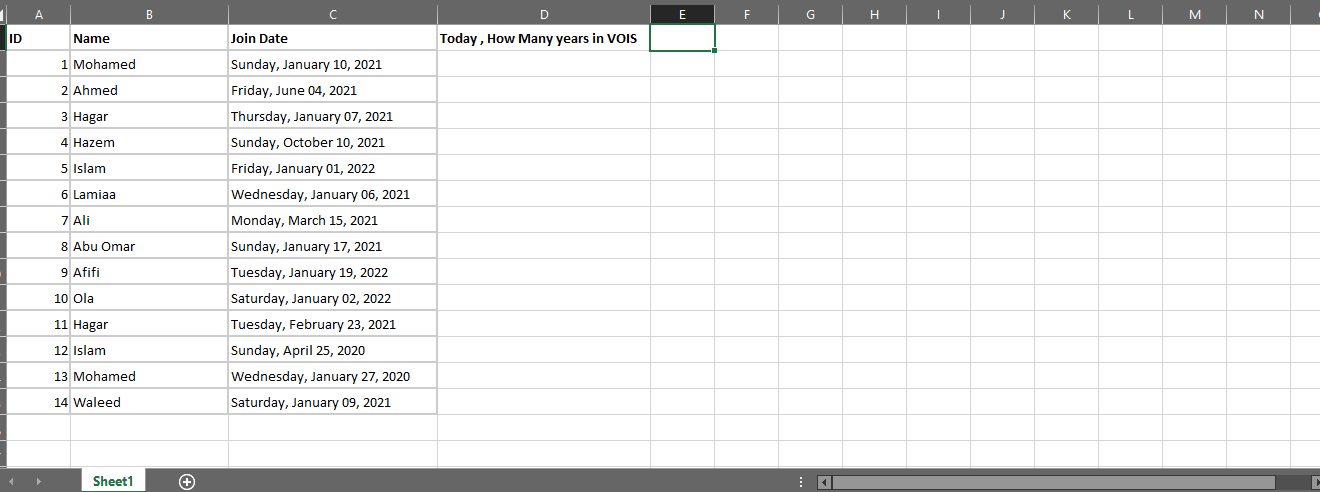 A B C D E F G H I J K L M N
ID Name Join Date Today , How Many years in VOIS
1 Mohamed Sunday, January 10, 2021
2 Ahmed Friday, June 04, 2021
3 Hagar Thursday, January 07, 2021
4 Hazem Sunday, October 10, 2021
5 Islam Friday, January 01, 2022
6 Lamiaa Wednesday, January 06, 2021
7 Ali Monday, March 15, 2021
8 Abu Omar Sunday, January 17, 2021
9 Afifi Tuesday, January 19, 2022
10 Ola Saturday, January 02, 2022
11 Hagar Tuesday, February 23, 2021
12 Islam Sunday, April 25, 2020
13 Mohamed Wednesday, January 27, 2020
14 Waleed Saturday, January 09, 2021
Sheet1